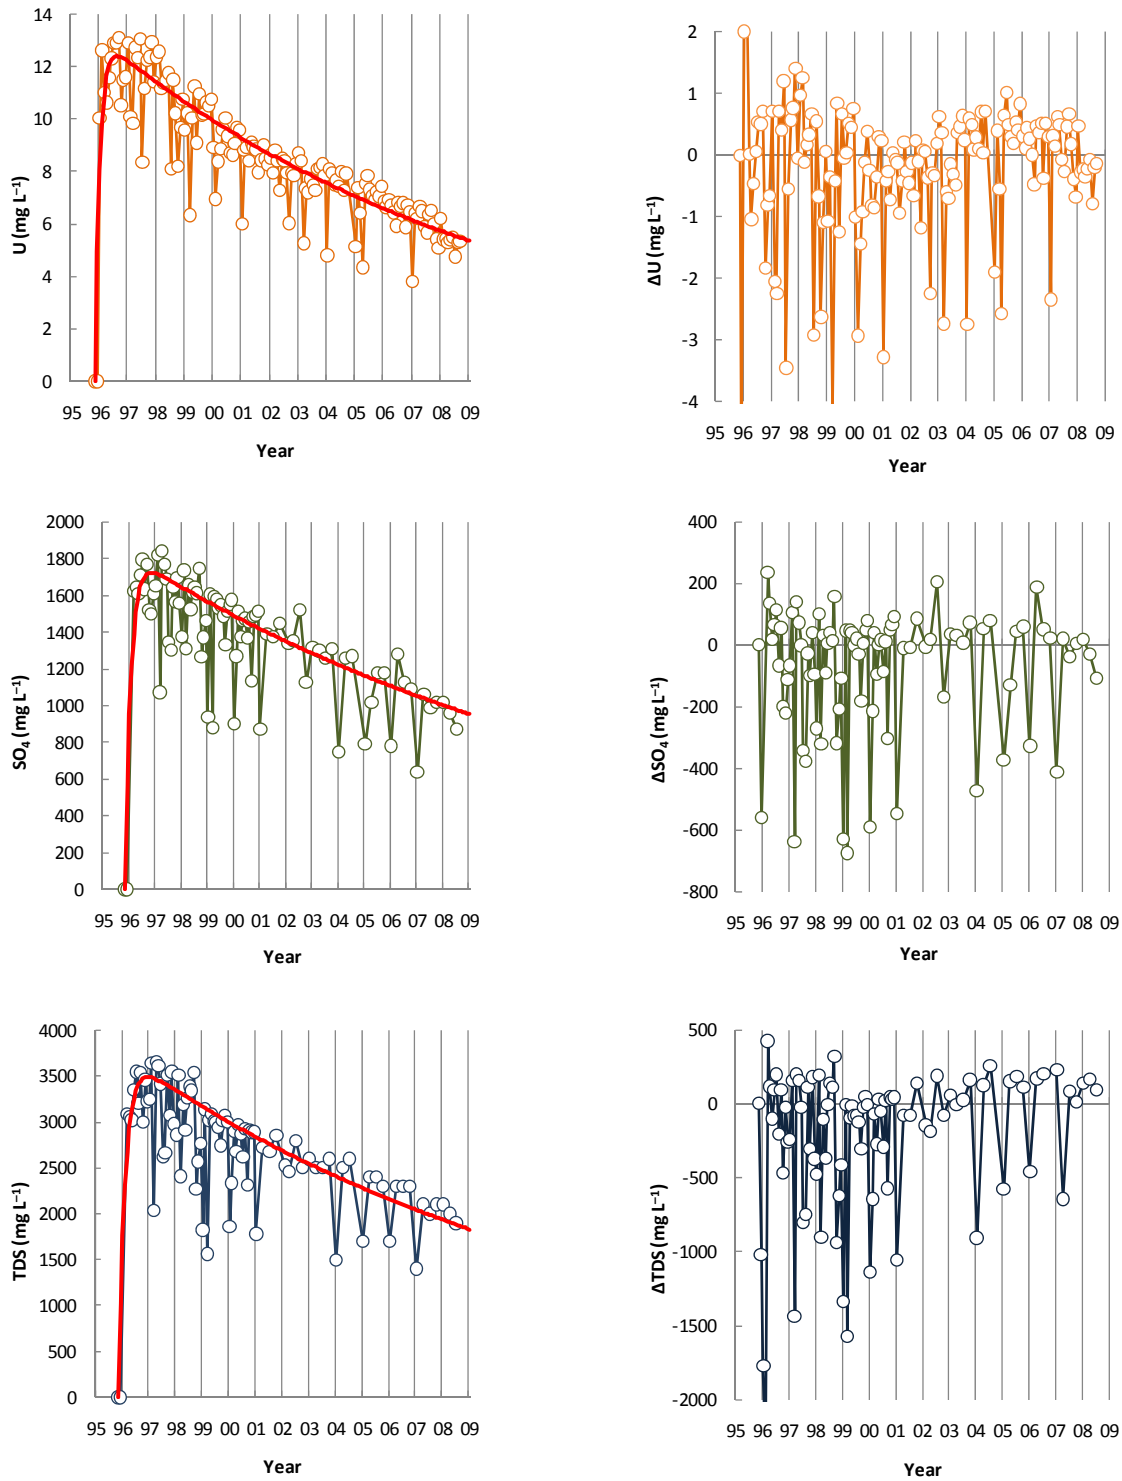 14
12
10
8
6
4
2
0
U (mg L⁻¹)
95 96 97 98 99 00 01 02 03 04 05 06 07 08 09
Year
2
1
0
-1
-2
-3
-4
ΔU (mg L⁻¹)
95 96 97 98 99 00 01 02 03 04 05 06 07 08 09
Year
2000
1800
1600
1400
1200
1000
800
600
400
200
0
SO₄ (mg L⁻¹)
95 96 97 98 99 00 01 02 03 04 05 06 07 08 09
Year
400
200
0
-200
-400
-600
-800
ΔSO₄ (mg L⁻¹)
95 96 97 98 99 00 01 02 03 04 05 06 07 08 09
Year
4000
3500
3000
2500
2000
1500
1000
500
0
TDS (mg L⁻¹)
95 96 97 98 99 00 01 02 03 04 05 06 07 08 09
Year
500
0
-500
-1000
-1500
-2000
ΔTDS (mg L⁻¹)
95 96 97 98 99 00 01 02 03 04 05 06 07 08 09
Year